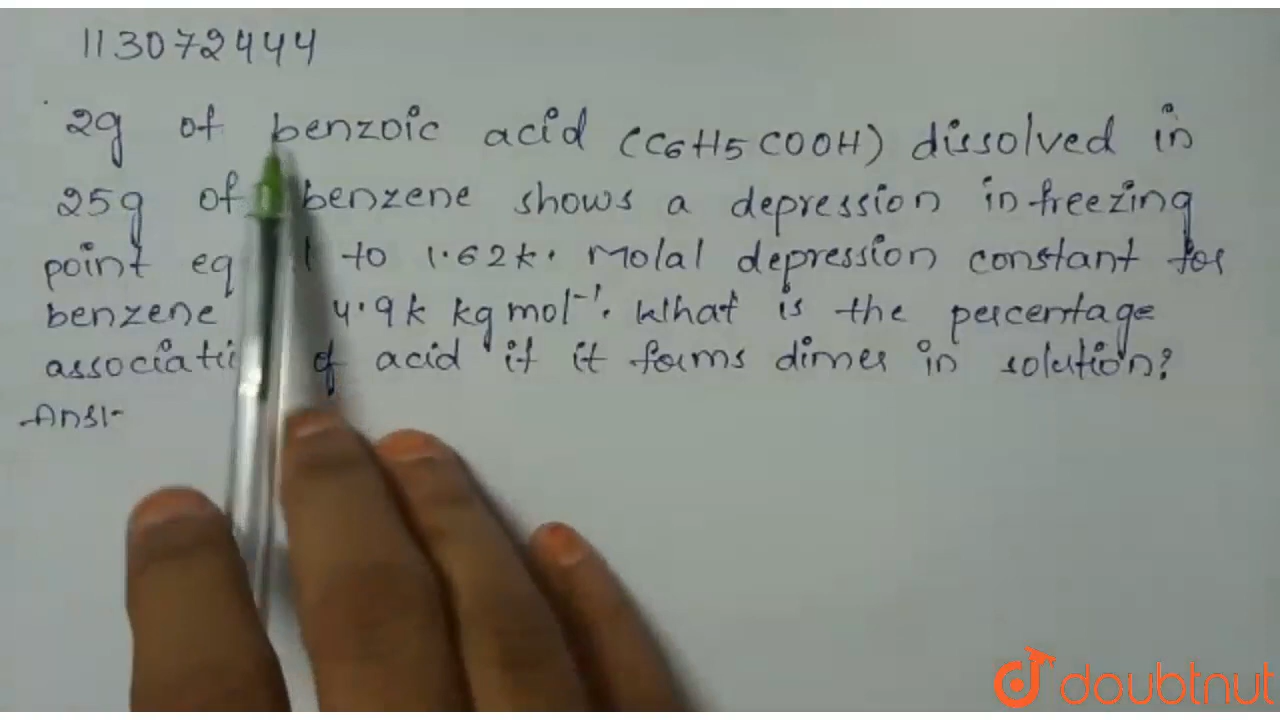 113072444
2g of benzoic acid (C6H5COOH) dissolved in
25g of benzene shows a depression in freezing
point eq to 1.62k. Molal depression constant for
benzene 4.9k kg mol⁻¹. What is the percentage
of acid if it forms dimer in solution?
Ans:-
doubtnut